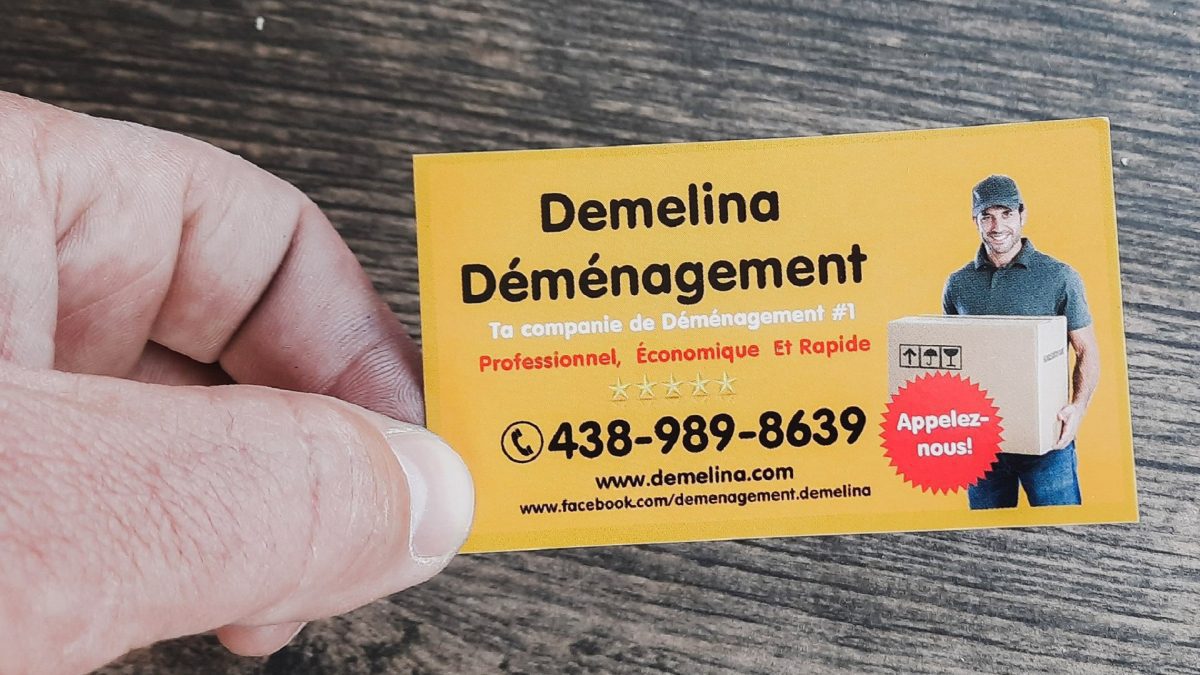 Demelina
Déménagement
Ta companie de Déménagement #1
Professionnel, Économique Et Rapide
438-989-8639
www.demelina.com
www.facebook.com/demenagement.demelina
Appelez-
nous!